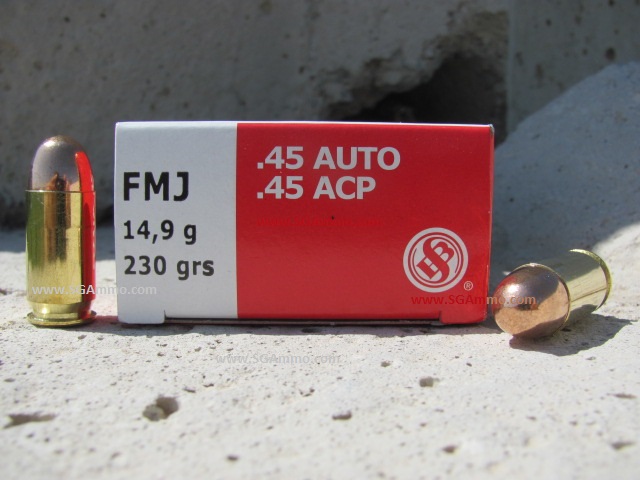 .45 AUTO
.45 ACP
FMJ
14,9 g
230 grs
®
www.SGAmmo.com
www.SGAmmo.com
www.SGAmmo.com